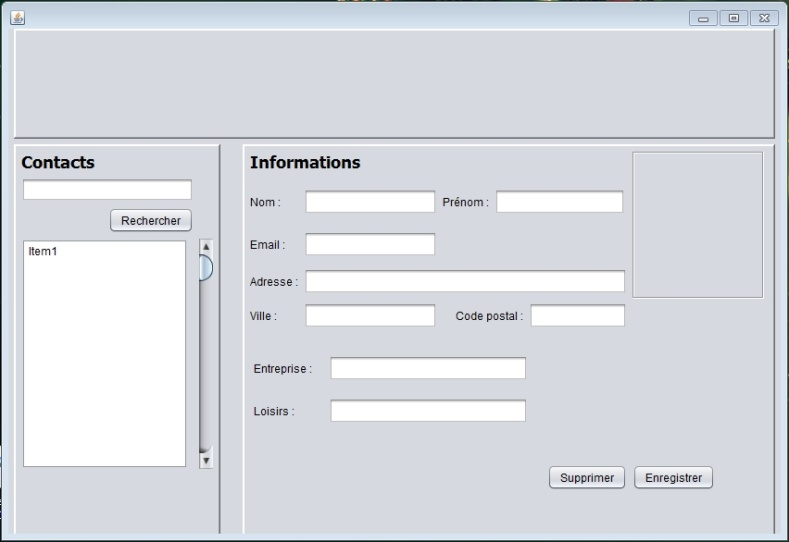 Contacts
Rechercher
Item1
Informations
Nom :
Prénom :
Email :
Adresse :
Ville :
Code postal :
Entreprise :
Loisirs :
Supprimer
Enregistrer